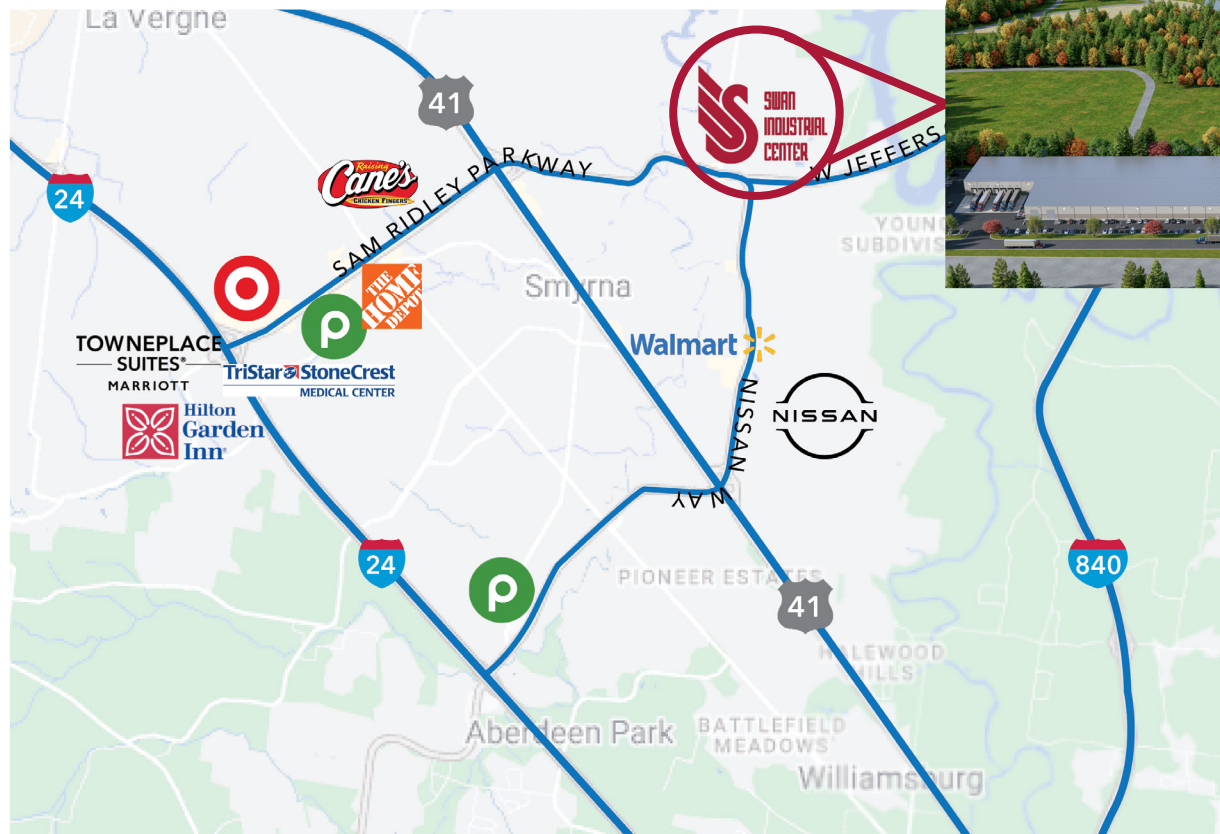 La Vergne
41
SWAN
INDUSTRIAL
CENTER
W JEFFERS
24
Raising
Cane's
CHICKEN FINGERS
SAM RIDLEY PARKWAY
YOUNG
SUBDIVIS
THE
HOME
DEPOT
p
Smyrna
Walmart
TOWNEPLACE
SUITES®
MARRIOTT
TriStar StoneCrest
MEDICAL CENTER
Hilton
Garden
Inn
NISSAN
NISSAN WAY
24
p
PIONEER ESTATES
41
840
HALEWOOD
HILLS
Aberdeen Park
BATTLEFIELD
MEADOWS
Williamsburg